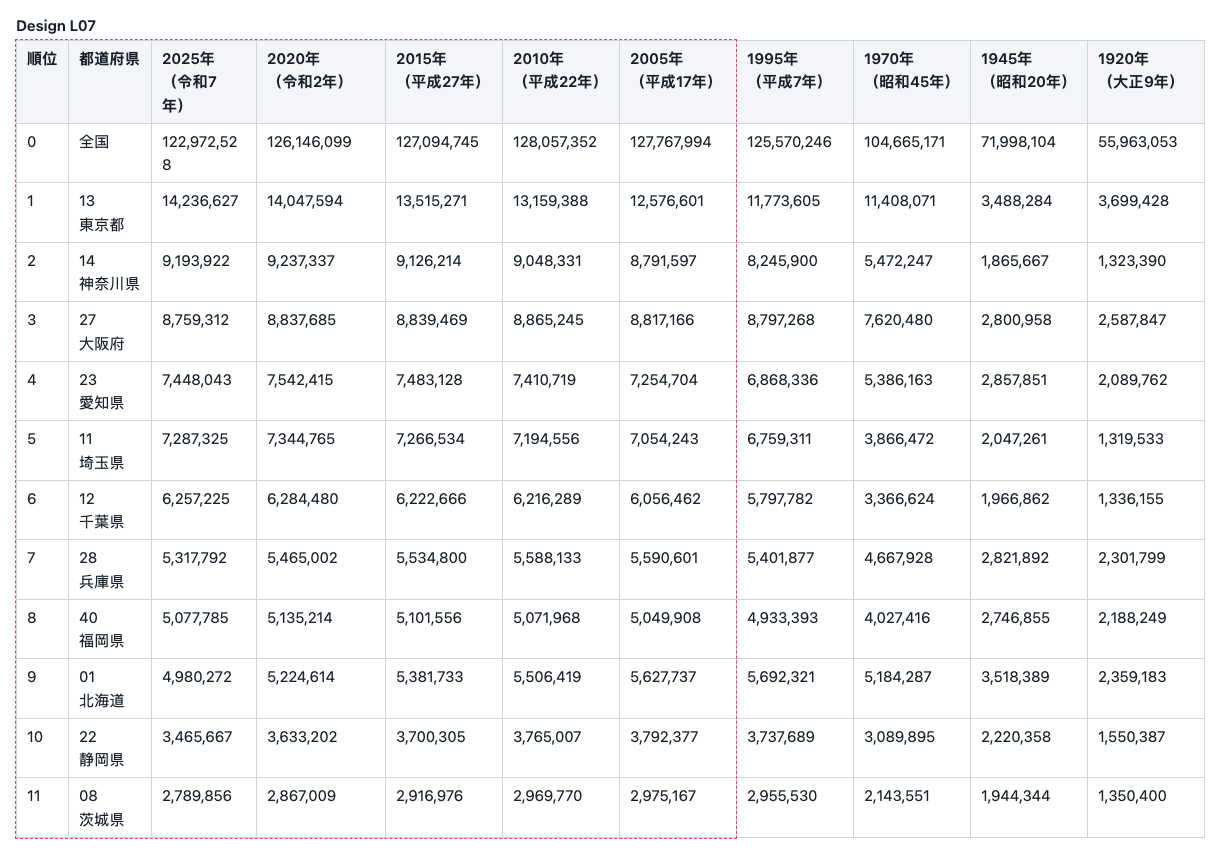 Design L07
順位 都道府県 2025年（令和7年） 2020年（令和2年） 2015年（平成27年） 2010年（平成22年） 2005年（平成17年） 1995年（平成7年） 1970年（昭和45年） 1945年（昭和20年） 1920年（大正9年）
0 全国 122,972,528 126,146,099 127,094,745 128,057,352 127,767,994 125,570,246 104,665,171 71,998,104 55,963,053
1 13 東京都 14,236,627 14,047,594 13,515,271 13,159,388 12,576,601 11,773,605 11,408,071 3,488,284 3,699,428
2 14 神奈川県 9,193,922 9,237,337 9,126,214 9,048,331 8,791,597 8,245,900 5,472,247 1,865,667 1,323,390
3 27 大阪府 8,759,312 8,837,685 8,839,469 8,865,245 8,817,166 8,797,268 7,620,480 2,800,958 2,587,847
4 23 愛知県 7,448,043 7,542,415 7,483,128 7,410,719 7,254,704 6,868,336 5,386,163 2,857,851 2,089,762
5 11 埼玉県 7,287,325 7,344,765 7,266,534 7,194,556 7,054,243 6,759,311 3,866,472 2,047,261 1,319,533
6 12 千葉県 6,257,225 6,284,480 6,222,666 6,216,289 6,056,462 5,797,782 3,366,624 1,966,862 1,336,155
7 28 兵庫県 5,317,792 5,465,002 5,534,800 5,588,133 5,590,601 5,401,877 4,667,928 2,821,892 2,301,799
8 40 福岡県 5,077,785 5,135,214 5,101,556 5,071,968 5,049,908 4,933,393 4,027,416 2,746,855 2,188,249
9 01 北海道 4,980,272 5,224,614 5,381,733 5,506,419 5,627,737 5,692,321 5,184,287 3,518,389 2,359,183
10 22 静岡県 3,465,667 3,633,202 3,700,305 3,765,007 3,792,377 3,737,689 3,089,895 2,220,358 1,550,387
11 08 茨城県 2,789,856 2,867,009 2,916,976 2,969,770 2,975,167 2,955,530 2,143,551 1,944,344 1,350,400